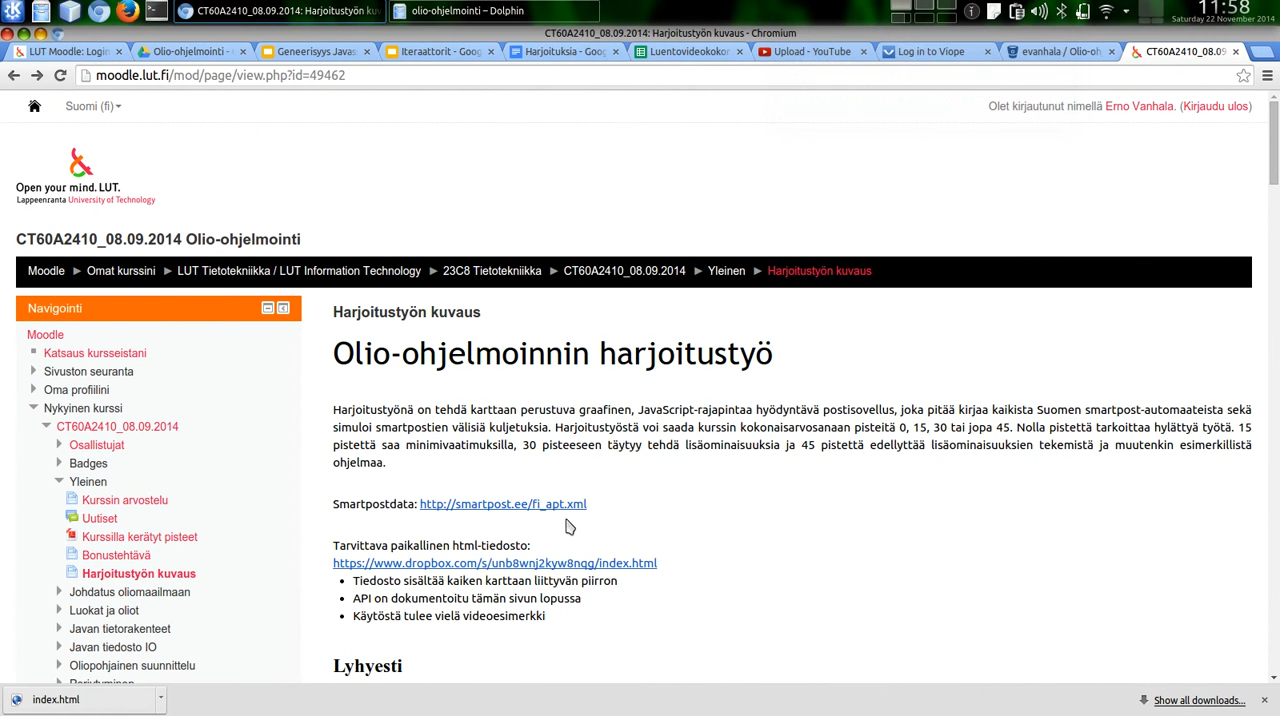 CT60A2410_08.09.2014: Harjoitustyön kuv
olio-ohjelmointi – Dolphin
11:58
Saturday 22 November 2014
CT60A2410_08.09.2014: Harjoitustyön kuvaus - Chromium
LUT Moodle: Login
Olio-ohjelmointi -
Geneerisyys Javas
Iteraattorit - Goog
Harjoituksia - Goog
Luentovideokokon
Upload - YouTube
Log in to Viope
evanhala / Olio-oh
CT60A2410_08.09
moodle.lut.fi/mod/page/view.php?id=49462
Suomi (fi)
Olet kirjautunut nimellä Erno Vanhala. (Kirjaudu ulos)
Open your mind. LUT.
Lappeenranta University of Technology
CT60A2410_08.09.2014 Olio-ohjelmointi
Moodle ► Omat kurssini ► LUT Tietotekniikka / LUT Information Technology ► 23C8 Tietotekniikka ► CT60A2410_08.09.2014 ► Yleinen ► Harjoitustyön kuvaus
Navigointi
Moodle
Katsaus kursseistani
Sivuston seuranta
Oma profiilini
Nykyinen kurssi
CT60A2410_08.09.2014
Osallistujat
Badges
Yleinen
Kurssin arvostelu
Uutiset
Kurssilla kerätyt pisteet
Bonustehtävä
Harjoitustyön kuvaus
Johdatus oliomaailmaan
Luokat ja oliot
Javan tietorakenteet
Javan tiedosto IO
Oliopohjainen suunnittelu
Periytyminen
Harjoitustyön kuvaus
Olio-ohjelmoinnin harjoitustyö
Harjoitustyönä on tehdä karttaan perustuva graafinen, JavaScript-rajapintaa hyödyntävä postisovellus, joka pitää kirjaa kaikista Suomen smartpost-automaateista sekä
simuloi smartpostien välisiä kuljetuksia. Harjoitustyöstä voi saada kurssin kokonaisarvosanaan pisteitä 0, 15, 30 tai jopa 45. Nolla pistettä tarkoittaa hylättyä työtä. 15
pistettä saa minimivaatimuksilla, 30 pisteeseen täytyy tehdä lisäominaisuuksia ja 45 pistettä edellyttää lisäominaisuuksien tekemistä ja muutenkin esimerkillistä
ohjelmaa.
Smartpostdata: http://smartpost.ee/fi_apt.xml
Tarvittava paikallinen html-tiedosto:
https://www.dropbox.com/s/unb8wnj2kyw8nqg/index.html
• Tiedosto sisältää kaiken karttaan liittyvän piirron
• API on dokumentoitu tämän sivun lopussa
• Käytöstä tulee vielä videoesimerkki
Lyhyesti
index.html
Show all downloads...